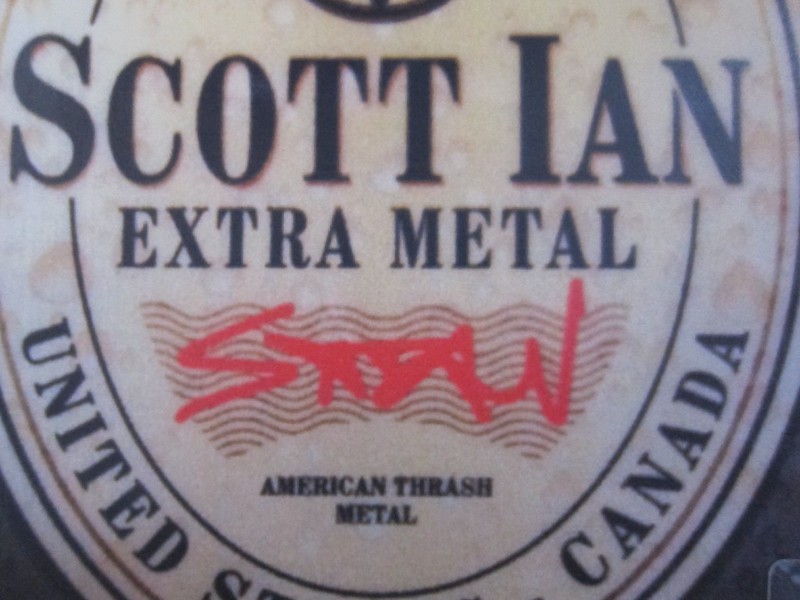 SCOTT IAN
EXTRA METAL
AMERICAN THRASH
METAL
UNITED
CANADA